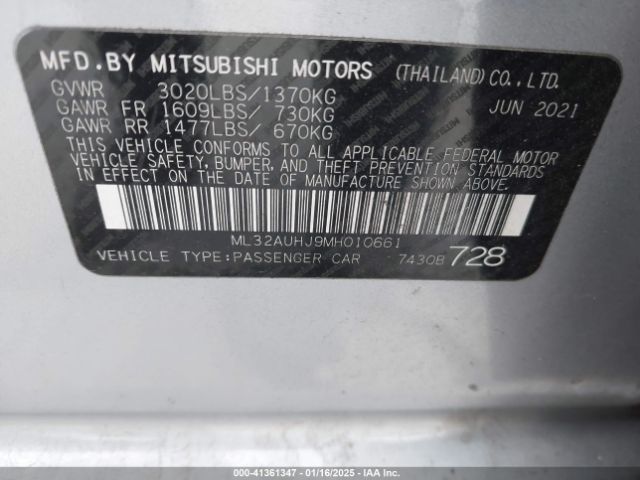 MFD.BY MITSUBISHI MOTORS (THAILAND) CO., LTD.
GVWR 3020LBS/1370KG JUN 2021
GAWR FR 1609LBS/ 730KG
GAWR RR 1477LBS/ 670KG
THIS VEHICLE CONFORMS TO ALL APPLICABLE FEDERAL MOTOR
VEHICLE SAFETY, BUMPER, AND THEFT PREVENTION STANDARDS
IN EFFECT ON THE DATE OF MANUFACTURE SHOWN ABOVE.
ML32AUHJ9MH010661
VEHICLE TYPE:PASSENGER CAR 7430B 728
000-41361347 | 01/16/2025 | IAAI.COM